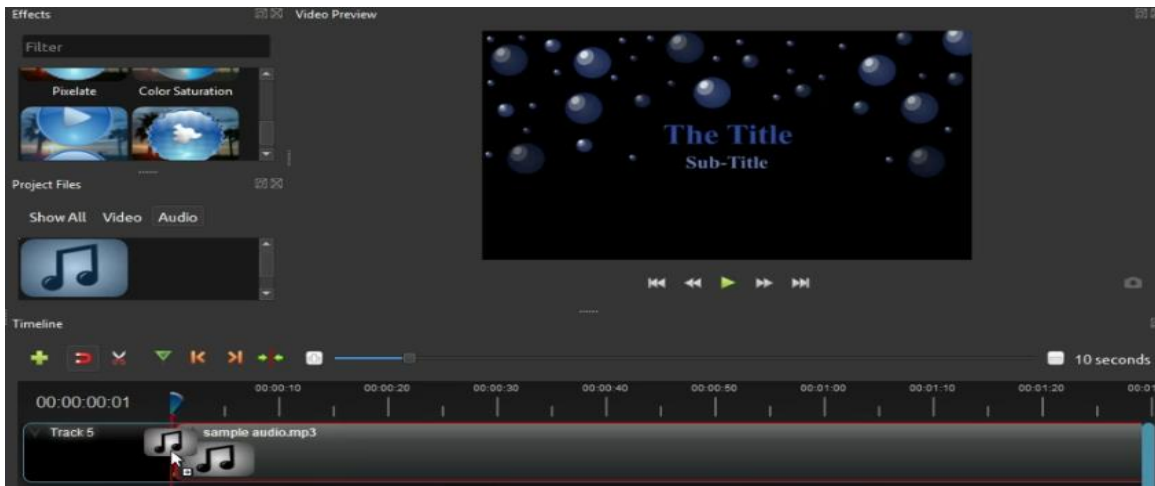 Effects
Video Preview
Filter
Pixelate
Color Saturation
The Title
Sub-Title
Project Files
Show All
Video
Audio
Timeline
10 seconds
00:00:00:01
00:00:10
00:00:20
00:00:30
00:00:40
00:00:50
00:01:00
00:01:10
00:01:20
Track 5
sample audio.mp3